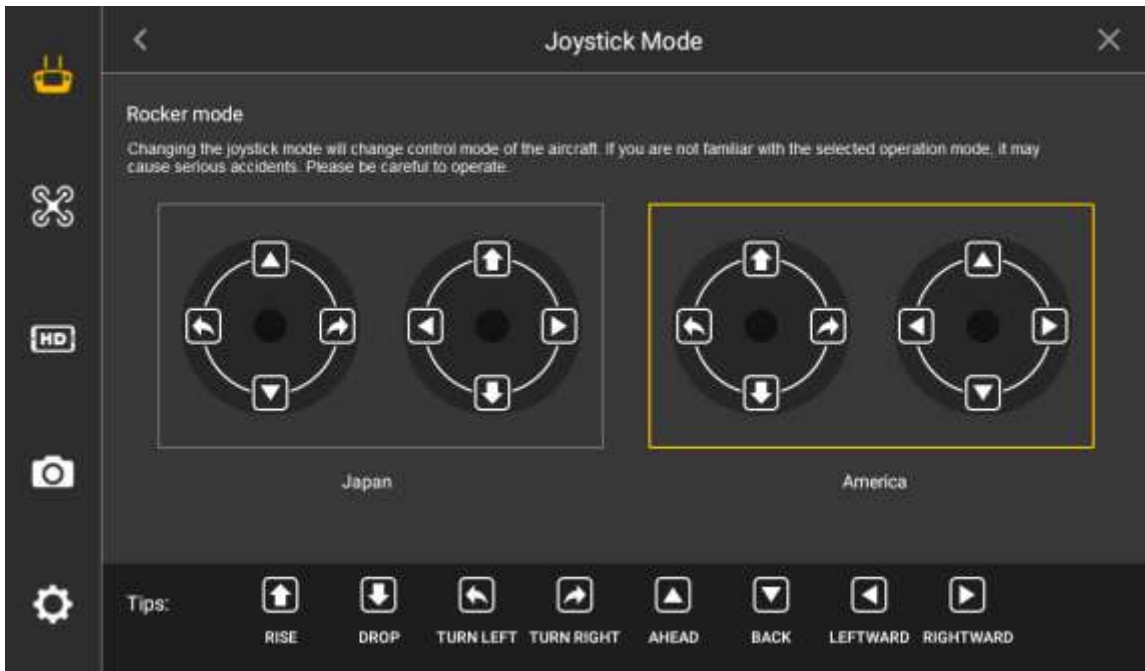 Joystick Mode
Rocker mode
Changing the joystick mode will change control mode of the aircraft. If you are not familiar with the selected operation mode, it may
cause serious accidents. Please be careful to operate.
HD
Japan
America
Tips:
RISE DROP TURN LEFT TURN RIGHT AHEAD BACK LEFTWARD RIGHTWARD